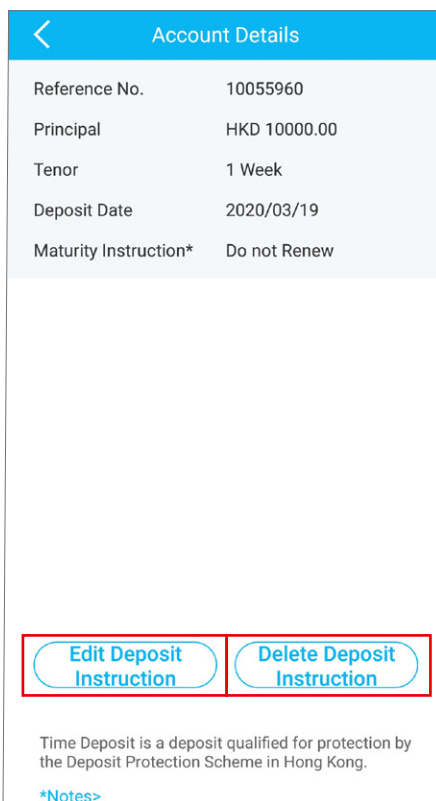 Account Details
Reference No. 10055960
Principal HKD 10000.00
Tenor 1 Week
Deposit Date 2020/03/19
Maturity Instruction* Do not Renew
Edit Deposit
Instruction
Delete Deposit
Instruction
Time Deposit is a deposit qualified for protection by
the Deposit Protection Scheme in Hong Kong.
*Notes>